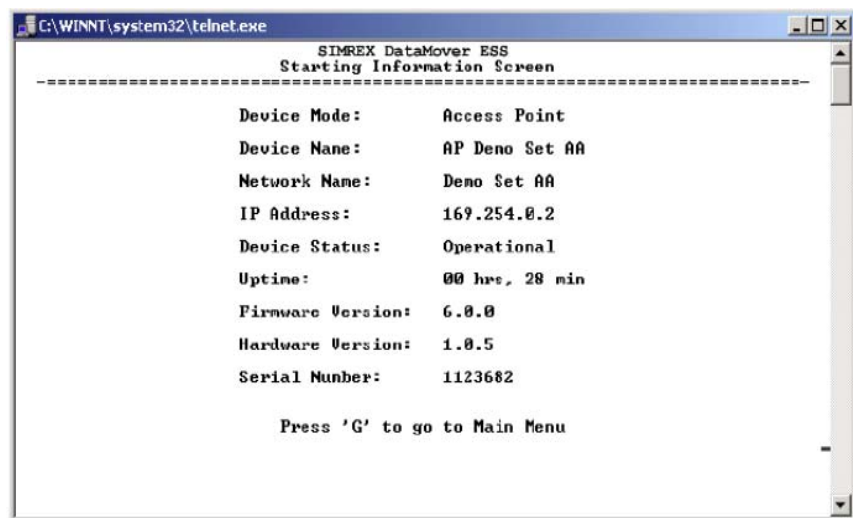 C:\WINNT\system32\telnet.exe
SIMREX DataMover ESS
Starting Information Screen
-==========================================================================-
Device Mode: Access Point
Device Name: AP Demo Set AA
Network Name: Demo Set AA
IP Address: 169.254.0.2
Device Status: Operational
Uptime: 00 hrs, 28 min
Firmware Version: 6.0.0
Hardware Version: 1.0.5
Serial Number: 1123682
Press 'G' to go to Main Menu